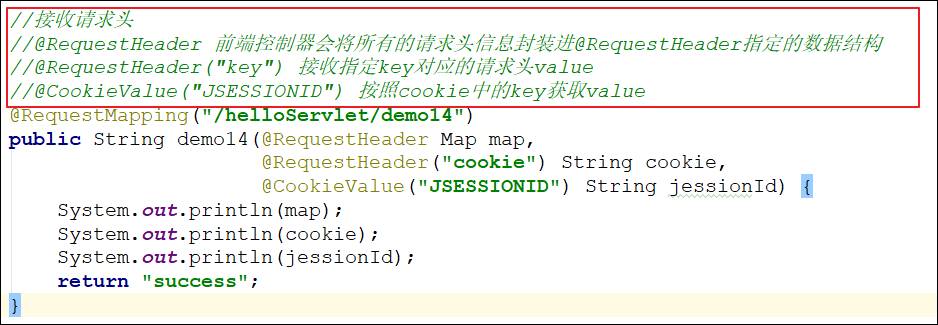 //接收请求头
//@RequestHeader 前端控制器会将所有的请求头信息封装进@RequestHeader指定的数据结构
//@RequestHeader("key") 接收指定key对应的请求头value
//@CookieValue("JSESSIONID") 按照cookie中的key获取value
@RequestMapping("/helloServlet/demo14")
public String demo14(@RequestHeader Map map,
                     @RequestHeader("cookie") String cookie,
                     @CookieValue("JSESSIONID") String jessionId) {
    System.out.println(map);
    System.out.println(cookie);
    System.out.println(jessionId);
    return "success";
}